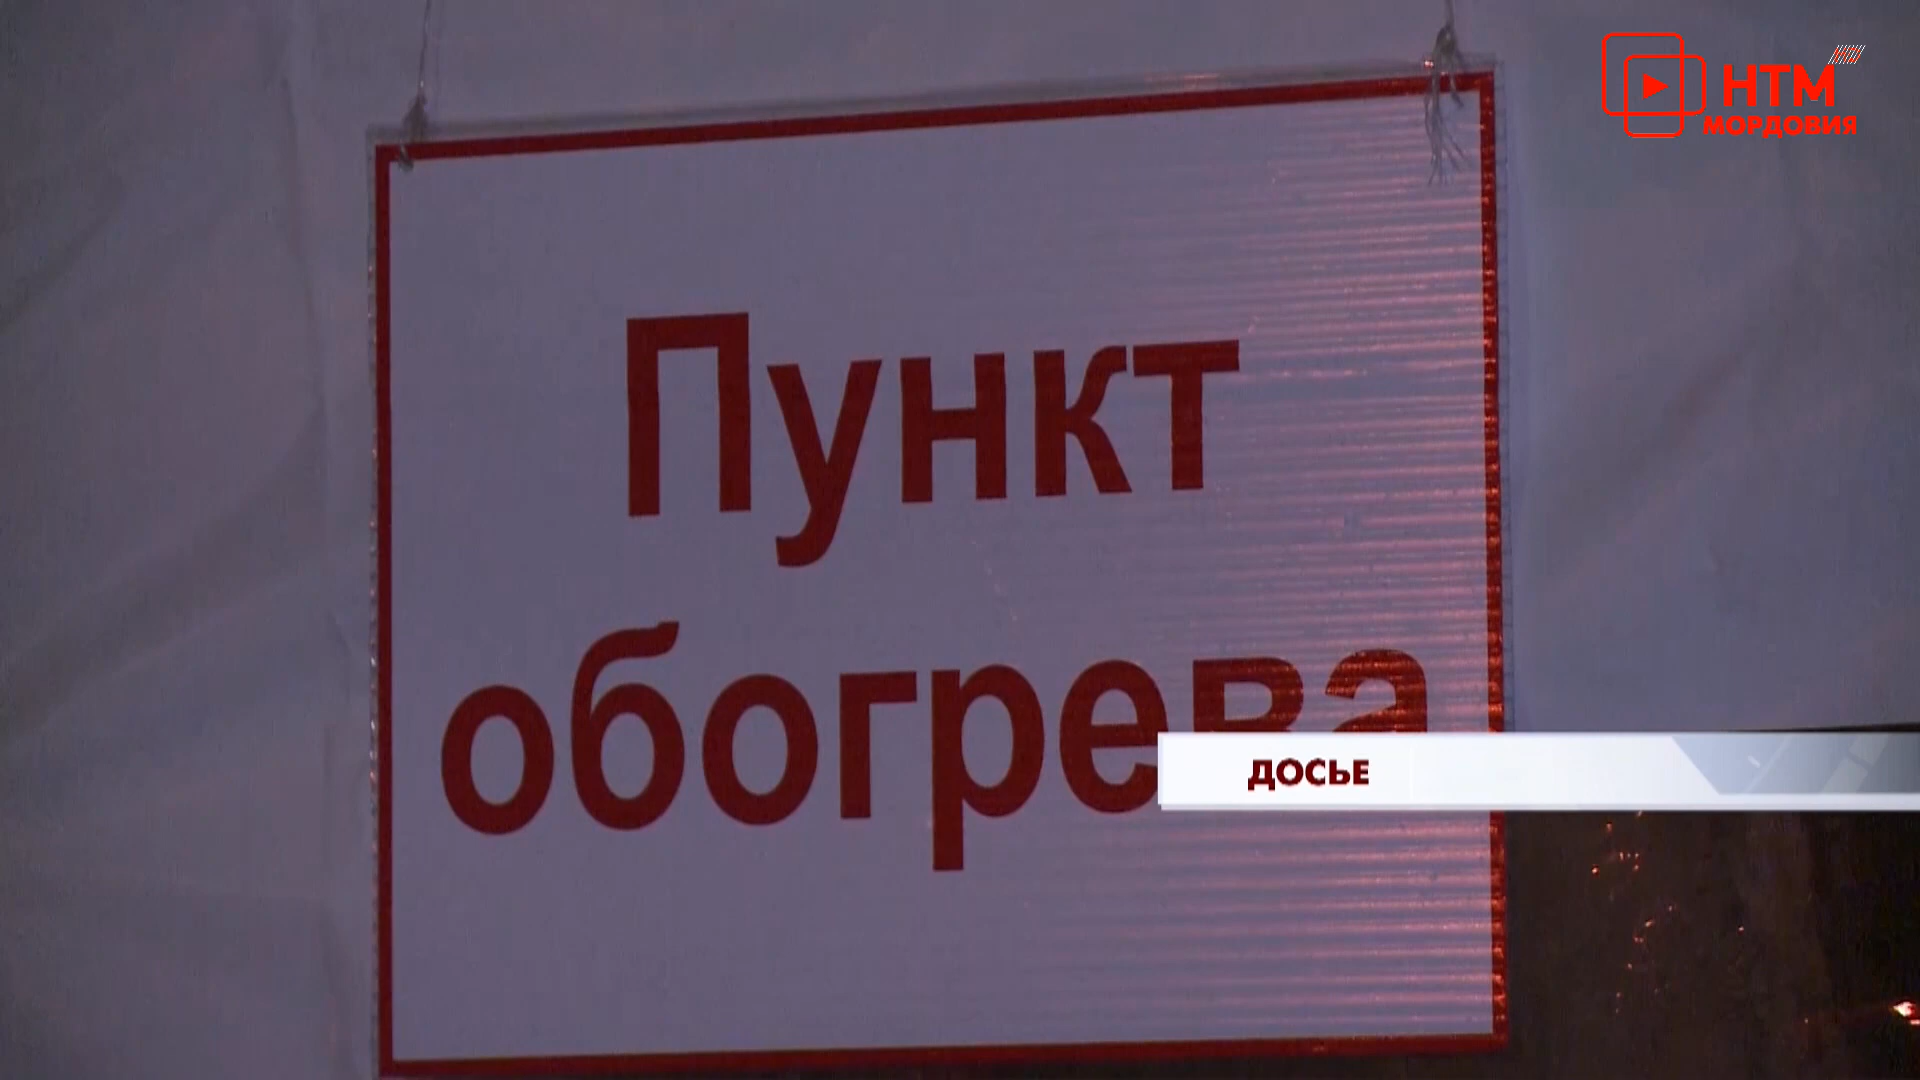 НТМ
МОРДОВИЯ
Пункт
обогрева
ДОСЬЕ